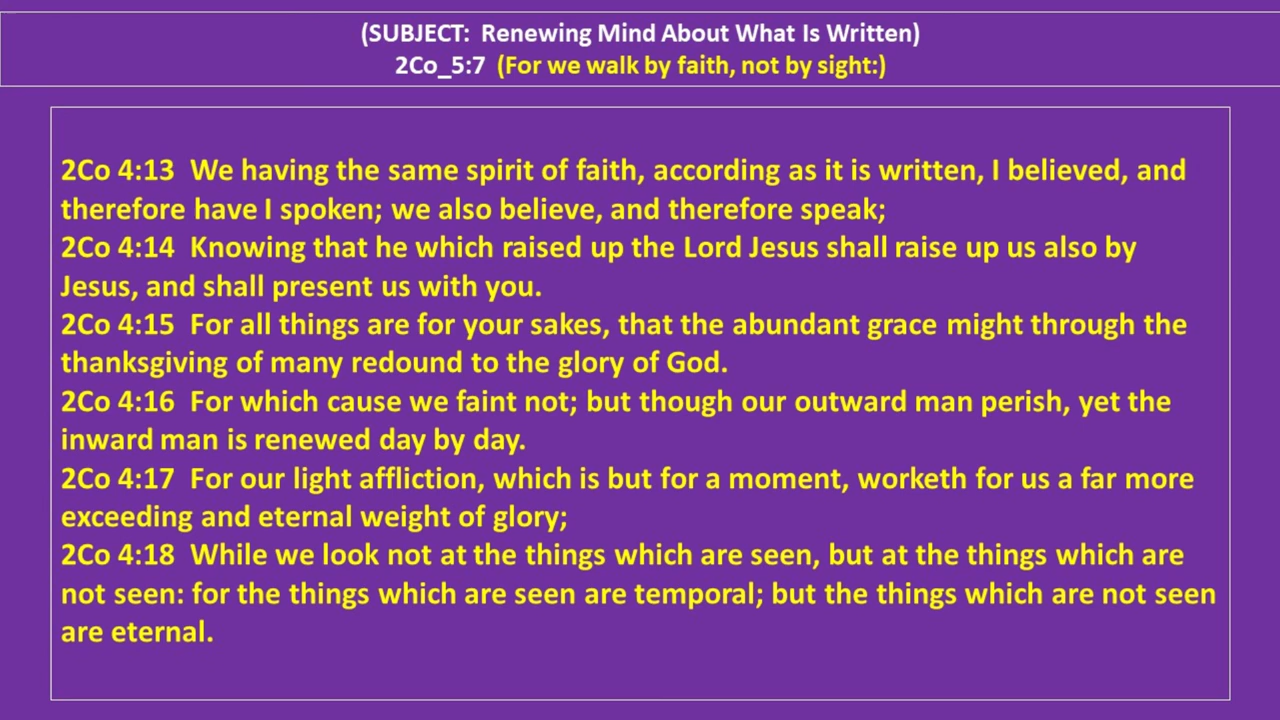 (SUBJECT:  Renewing Mind About What Is Written)
2Co_5:7  (For we walk by faith, not by sight:)
2Co 4:13  We having the same spirit of faith, according as it is written, I believed, and
therefore have I spoken; we also believe, and therefore speak;
2Co 4:14  Knowing that he which raised up the Lord Jesus shall raise up us also by
Jesus, and shall present us with you.
2Co 4:15  For all things are for your sakes, that the abundant grace might through the
thanksgiving of many redound to the glory of God.
2Co 4:16  For which cause we faint not; but though our outward man perish, yet the
inward man is renewed day by day.
2Co 4:17  For our light affliction, which is but for a moment, worketh for us a far more
exceeding and eternal weight of glory;
2Co 4:18  While we look not at the things which are seen, but at the things which are
not seen: for the things which are seen are temporal; but the things which are not seen
are eternal.